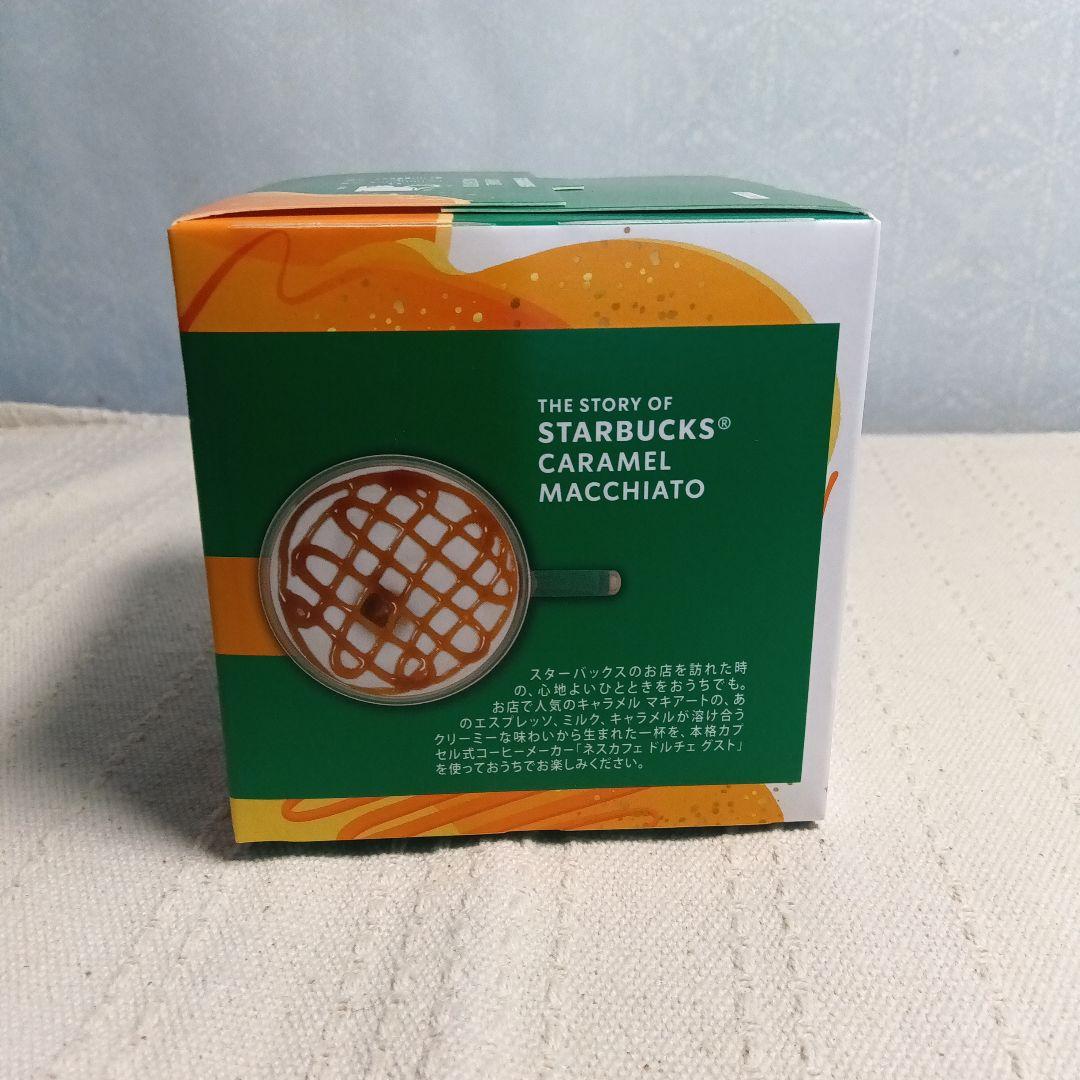 THE STORY OF
STARBUCKS®
CARAMEL
MACCHIATO
スターバックスのお店を訪れた時
の、心地よいひとときをおうちでも。
お店で人気のキャラメル マキアートの、あ
のエスプレッソ、ミルク、キャラメルが溶け合う
クリーミーな味わいから生まれた一杯を、本格カプ
セル式コーヒーメーカー「ネスカフェ ドルチェ グスト」
を使っておうちでお楽しみください。